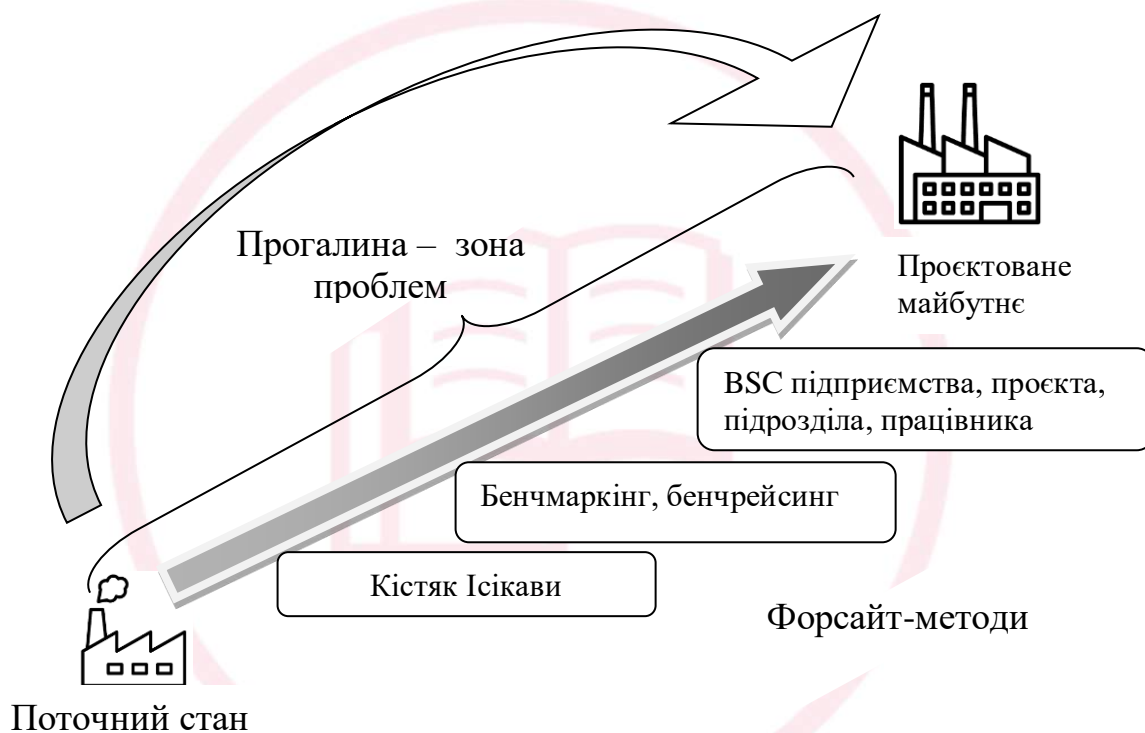 Прогалина – зона
проблем
Проєктоване
майбутнє
BSC підприємства, проєкта,
підрозділа, працівника
Бенчмаркінг, бенчрейсинг
Кістяк Ісікави
Форсайт-методи
Поточний стан